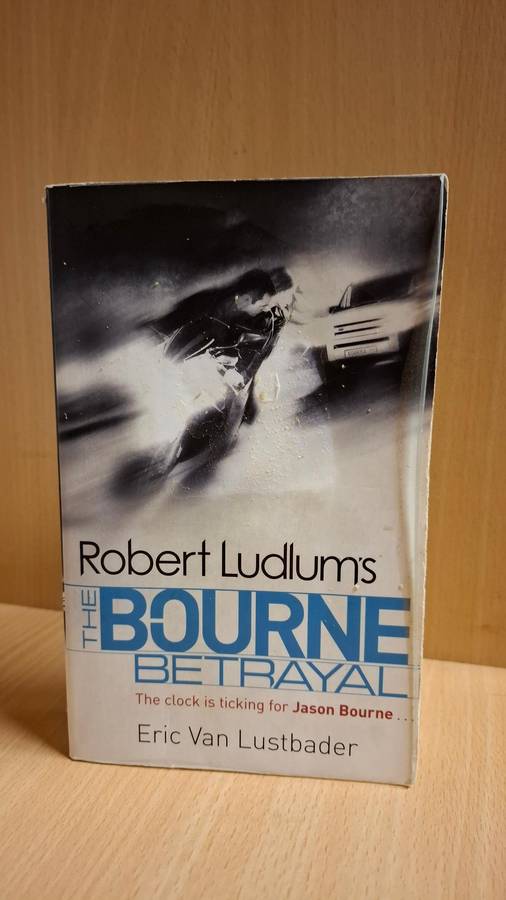 Robert Ludlum's
THE BOURNE
BETRAYAL
The clock is ticking for Jason Bourne...
Eric Van Lustbader